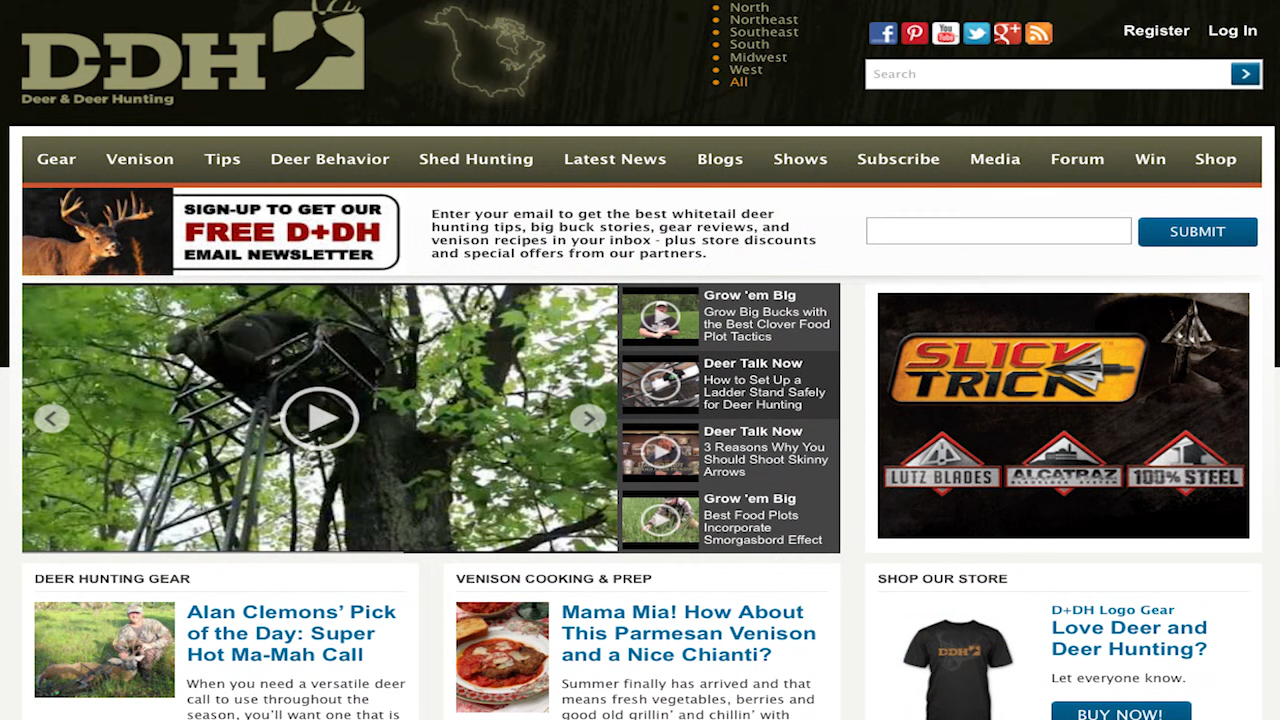 DDH
Deer & Deer Hunting
North
Northeast
Southeast
South
Midwest
West
All
Register Log In
Search
Gear Venison Tips Deer Behavior Shed Hunting Latest News Blogs Shows Subscribe Media Forum Win Shop
SIGN-UP TO GET OUR
FREE D+DH
EMAIL NEWSLETTER
Enter your email to get the best whitetail deer
hunting tips, big buck stories, gear reviews, and
venison recipes in your inbox - plus store discounts
and special offers from our partners.
SUBMIT
Grow 'em BIg
Grow Big Bucks with
the Best Clover Food
Plot Tactics
Deer Talk Now
How to Set Up a
Ladder Stand Safely
for Deer Hunting
Deer Talk Now
3 Reasons Why You
Should Shoot Skinny
Arrows
Grow 'em Big
Best Food Plots
Incorporate
Smorgasbord Effect
SLICK
TRICK
LUTZ BLADES
ALCATRAZ
100% STEEL
DEER HUNTING GEAR
Alan Clemons’ Pick
of the Day: Super
Hot Ma-Mah Call
When you need a versatile deer
call to use throughout the
season, you’ll want one that is
VENISON COOKING & PREP
Mama Mia! How About
This Parmesan Venison
and a Nice Chianti?
Summer finally has arrived and that
means fresh vegetables, berries and
good old grillin’ and chillin’ with
SHOP OUR STORE
DDH
D+DH Logo Gear
Love Deer and
Deer Hunting?
Let everyone know.
BUY NOW!